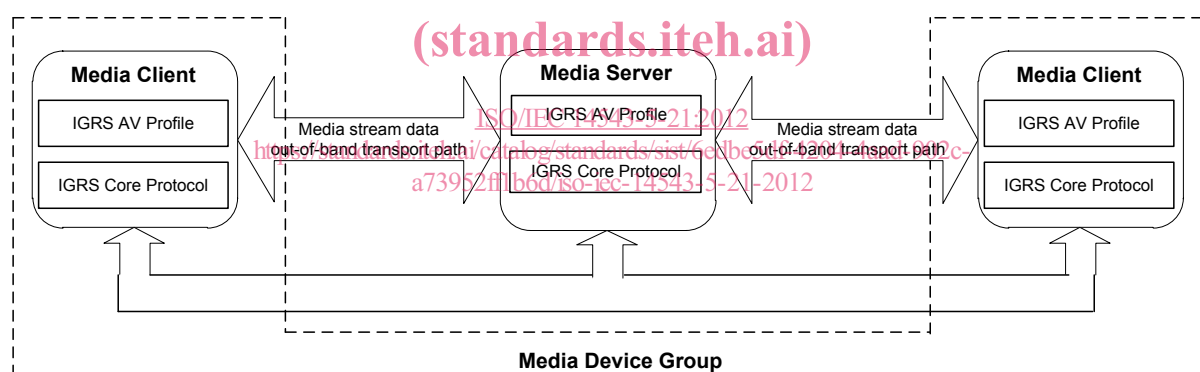 (standards.iteh.ai)
Media Client
IGRS AV Profile
IGRS Core Protocol
Media stream data
out-of-band transport path
Media Server
IGRS AV Profile
ISO/IEC 14543-5-21:2012
IGRS Core Protocol
a73952ff1b6d/iso-iec-14543-5-21-2012
Media stream data
out-of-band transport path
Media Client
IGRS AV Profile
IGRS Core Protocol
Media Device Group